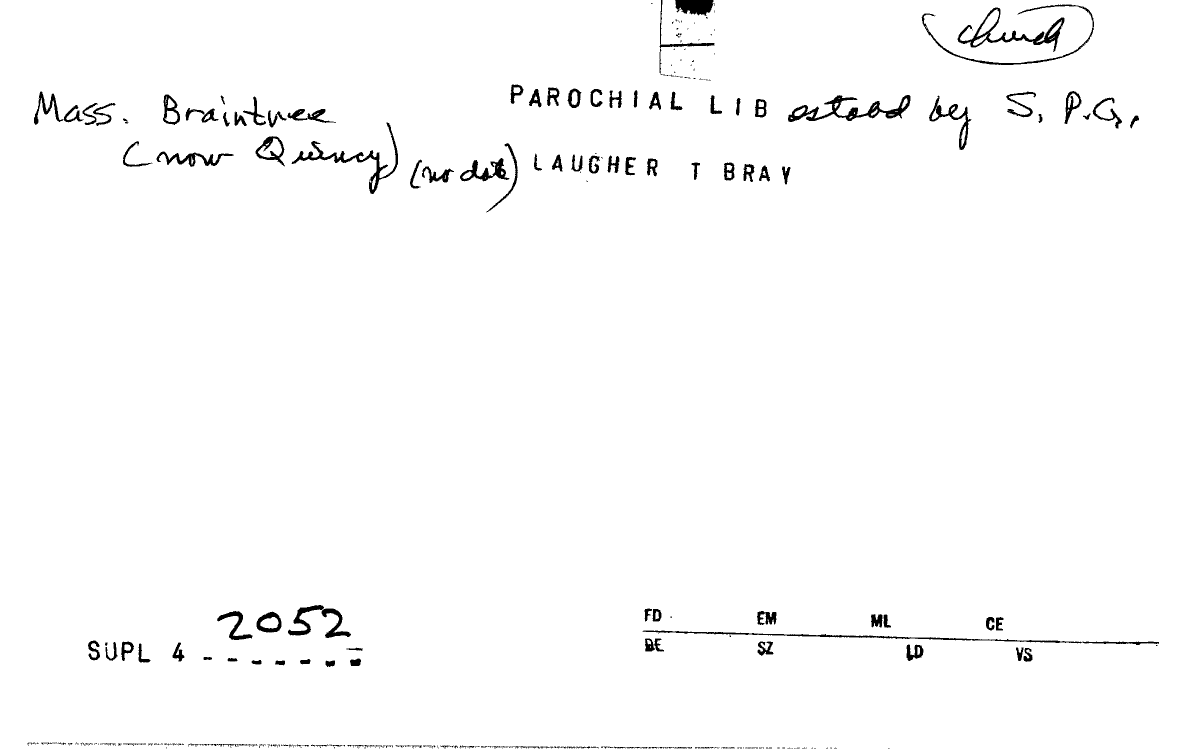 church
Mass. Braintree PAROCHIAL LIB estabd by S. P. G.
(now Quincy) (no date) LAUGHER T BRAY
2052
SUPL 4 - - - - - - -
FD EM ML CE
DE SZ LD VS